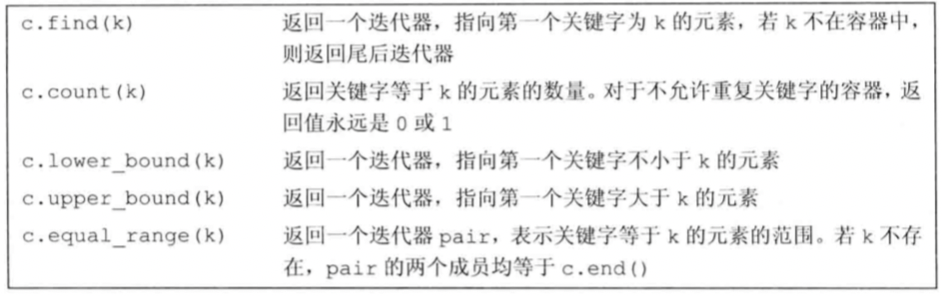 c.find(k) 返回一个迭代器，指向第一个关键字为 k 的元素，若 k 不在容器中，
则返回尾后迭代器
c.count(k) 返回关键字等于 k 的元素的数量。对于不允许重复关键字的容器，返
回值永远是 0 或 1
c.lower_bound(k) 返回一个迭代器，指向第一个关键字不小于 k 的元素
c.upper_bound(k) 返回一个迭代器，指向第一个关键字大于 k 的元素
c.equal_range(k) 返回一个迭代器 pair，表示关键字等于 k 的元素的范围。若 k 不存
在，pair 的两个成员均等于 c.end()